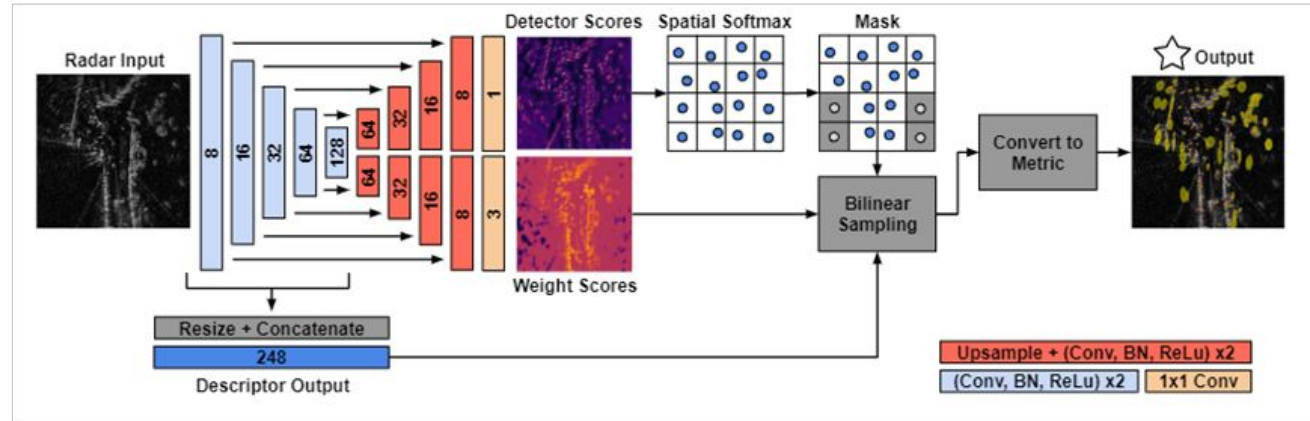 Radar Input
8
16
32
64
128
64
32
16
8
1
64
32
16
8
3
Detector Scores
Weight Scores
Spatial Softmax
Mask
Bilinear
Sampling
Convert to
Metric
Output
Resize + Concatenate
248
Descriptor Output
Upsample + (Conv, BN, ReLu) x2
(Conv, BN, ReLu) x2
1x1 Conv